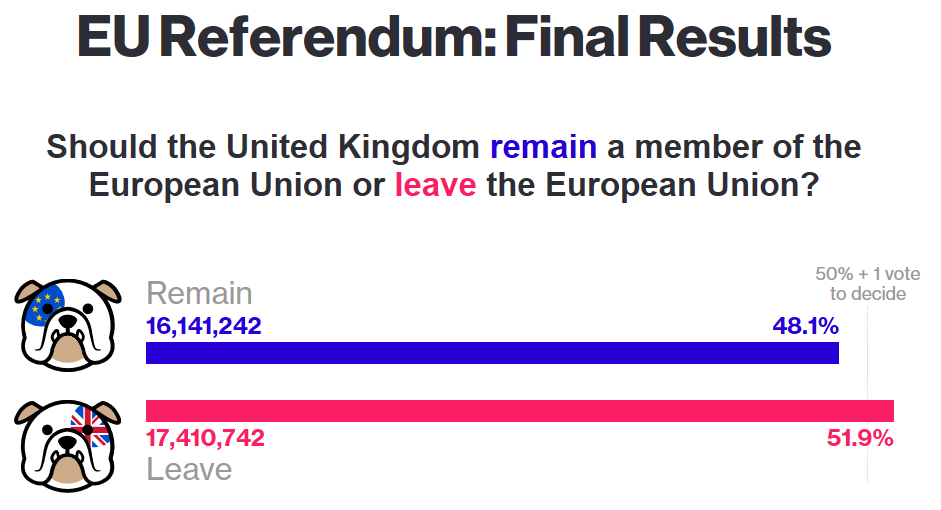 EU Referendum: Final Results
Should the United Kingdom remain a member of the
European Union or leave the European Union?
50% + 1 vote
to decide
Remain
16,141,242
48.1%
17,410,742
51.9%
Leave